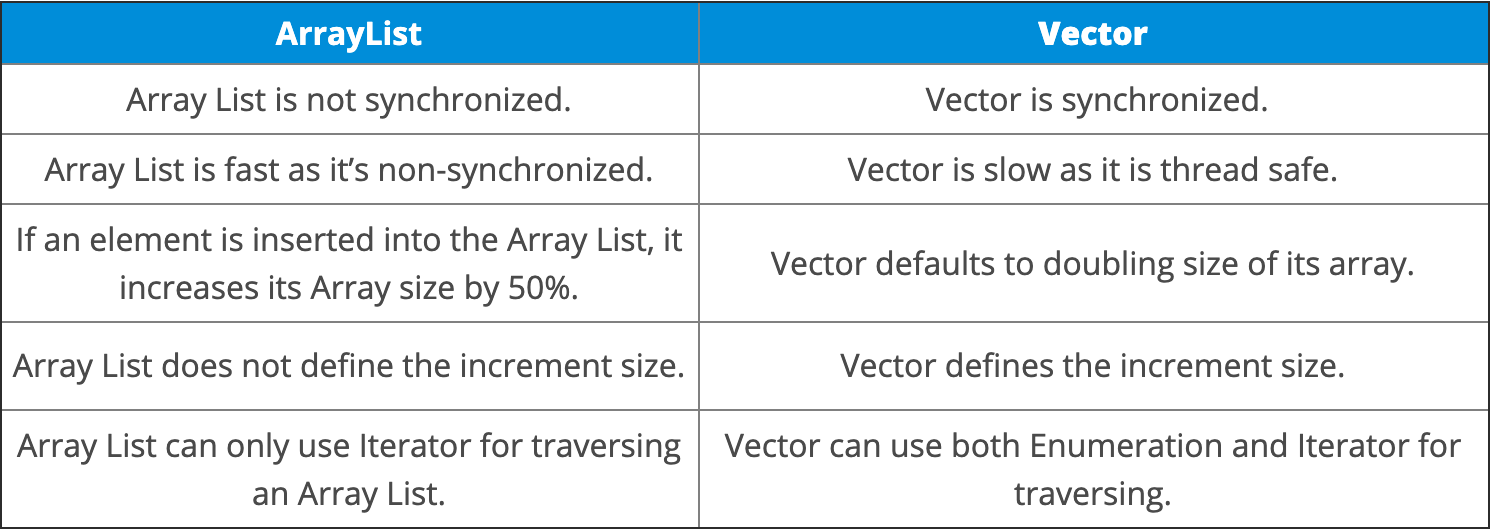 ArrayList
Vector
Array List is not synchronized.
Vector is synchronized.
Array List is fast as it’s non-synchronized.
Vector is slow as it is thread safe.
If an element is inserted into the Array List, it
increases its Array size by 50%.
Vector defaults to doubling size of its array.
Array List does not define the increment size.
Vector defines the increment size.
Array List can only use Iterator for traversing
an Array List.
Vector can use both Enumeration and Iterator for
traversing.